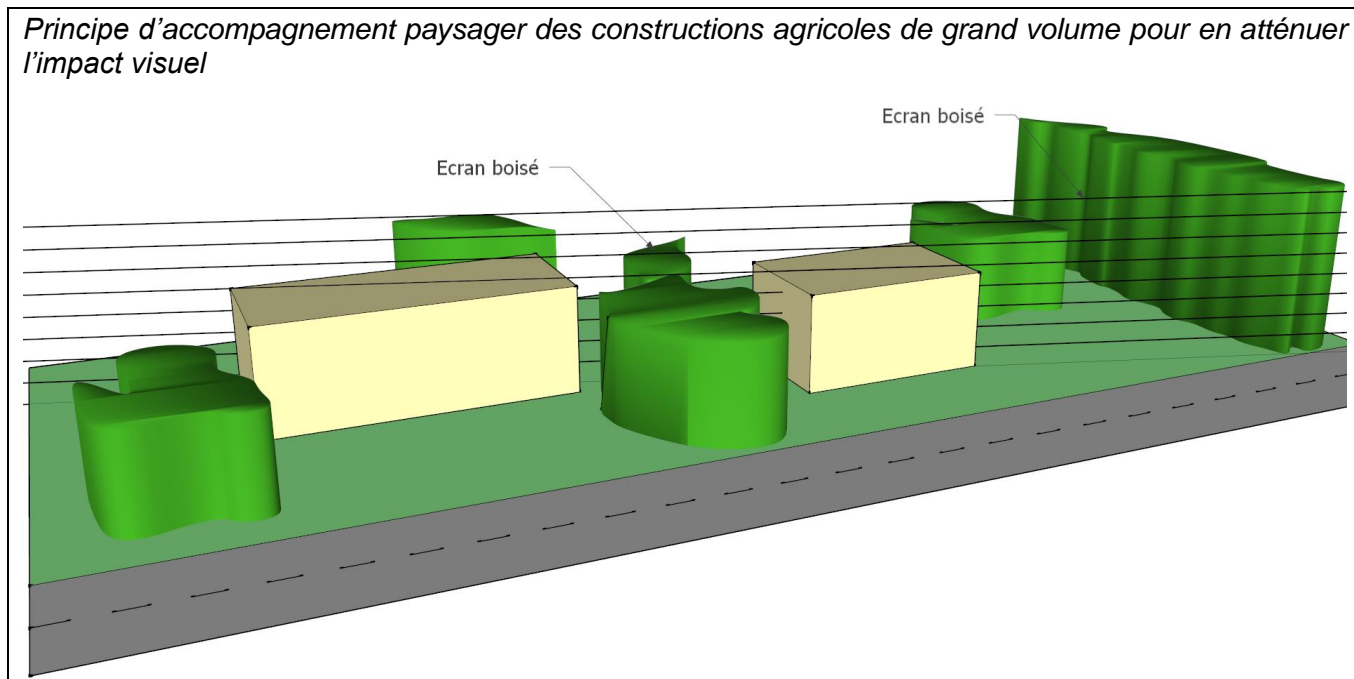 Principe d’accompagnement paysager des constructions agricoles de grand volume pour en atténuer
l’impact visuel
Ecran boisé
Ecran boisé